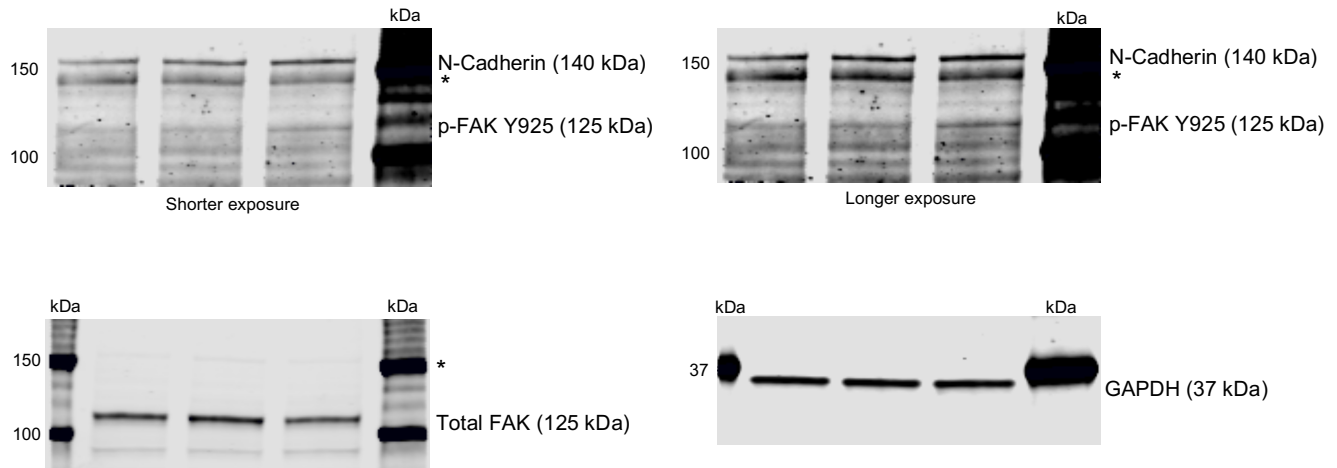 kDa
150
N-Cadherin (140 kDa)
*
p-FAK Y925 (125 kDa)
100
Shorter exposure
kDa
150
N-Cadherin (140 kDa)
*
p-FAK Y925 (125 kDa)
100
Longer exposure
kDa
kDa
150
*
Total FAK (125 kDa)
100
kDa
kDa
37
GAPDH (37 kDa)